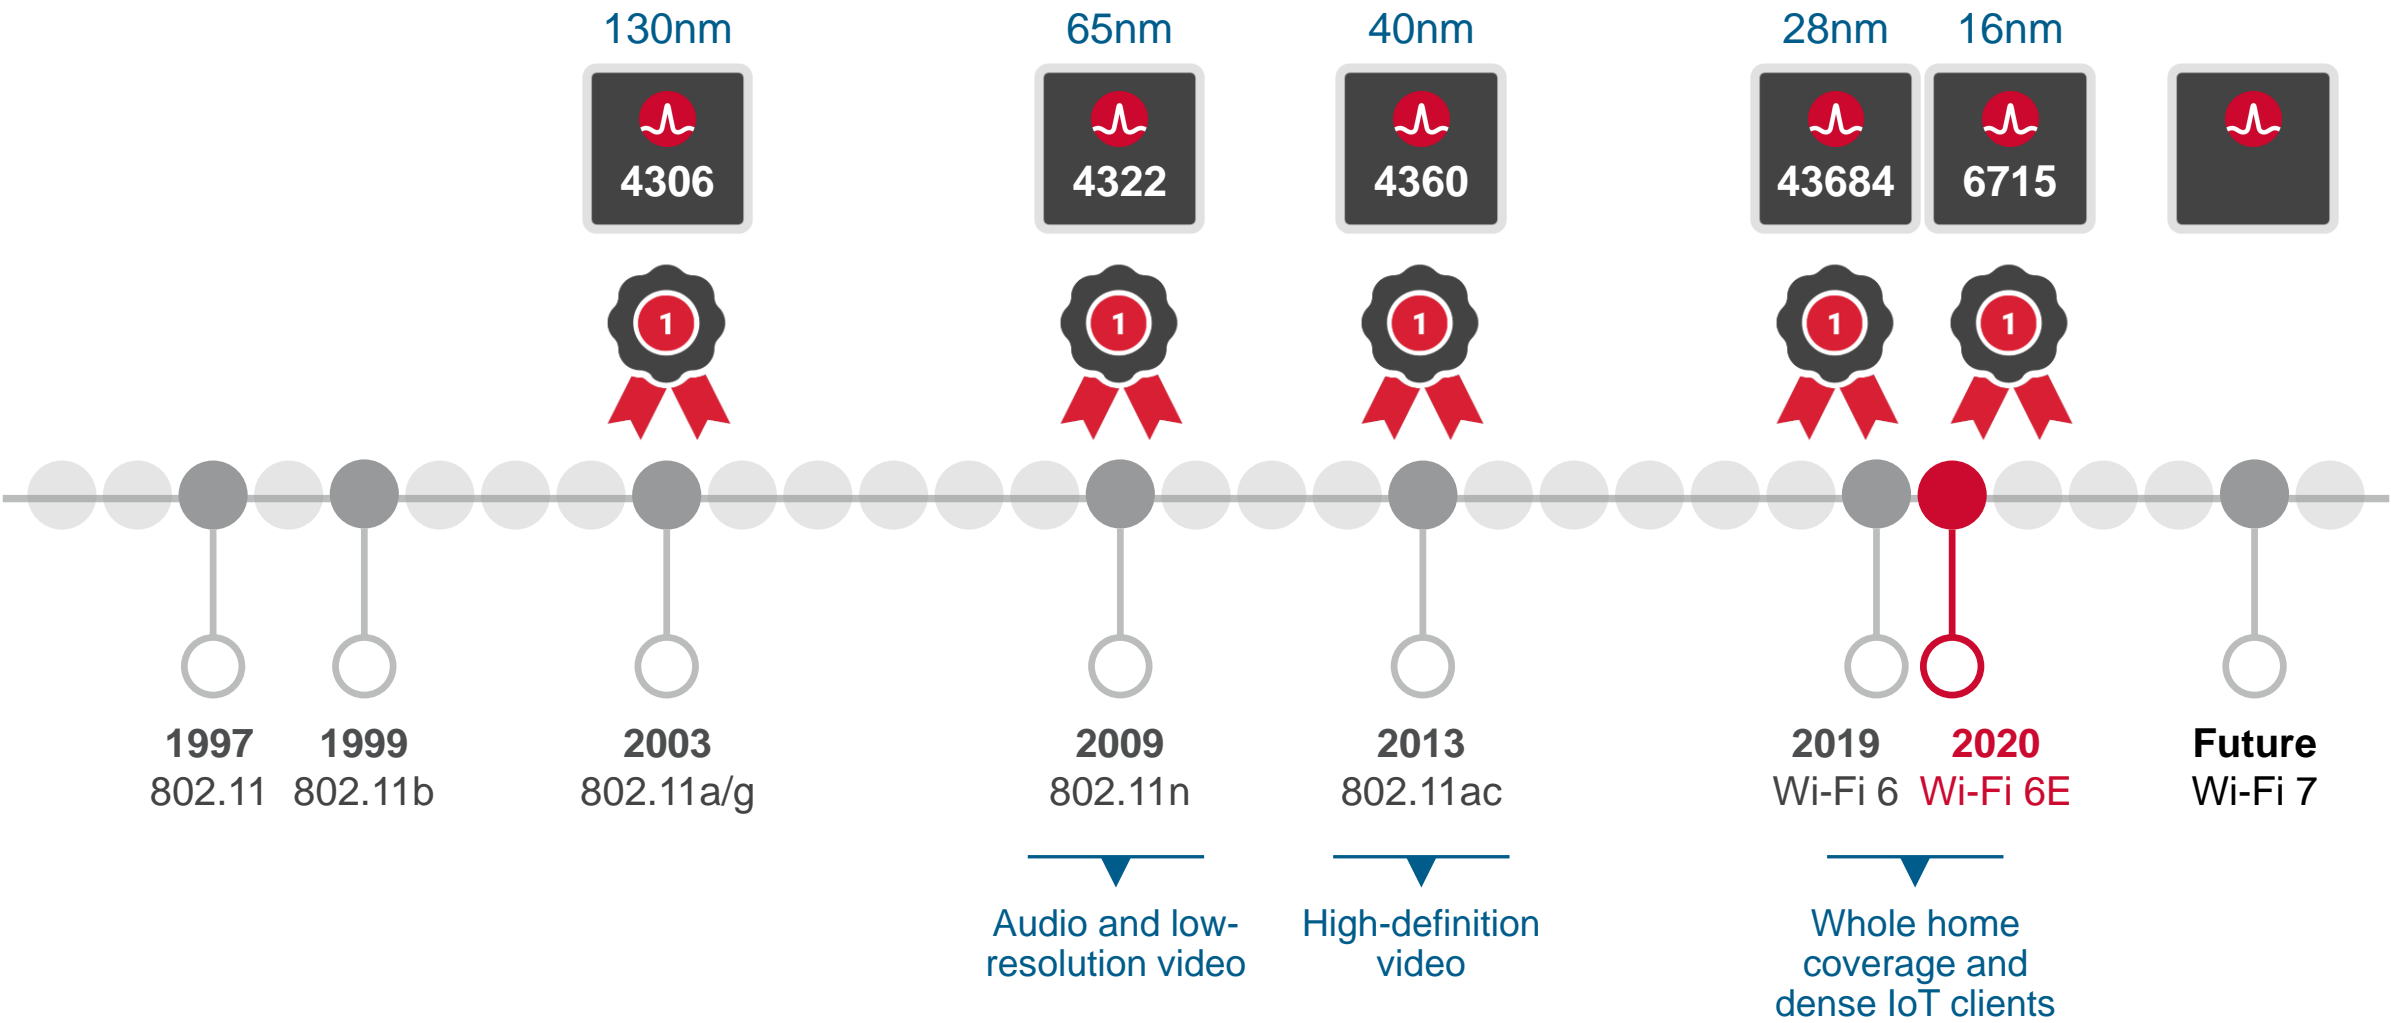 130nm
65nm
40nm
28nm
16nm
4306
4322
4360
43684
6715
1
1
1
1
1
1997
802.11
1999
802.11b
2003
802.11a/g
2009
802.11n
2013
802.11ac
2019
Wi-Fi 6
2020
Wi-Fi 6E
Future
Wi-Fi 7
Audio and low-
resolution video
High-definition
video
Whole home
coverage and
dense IoT clients